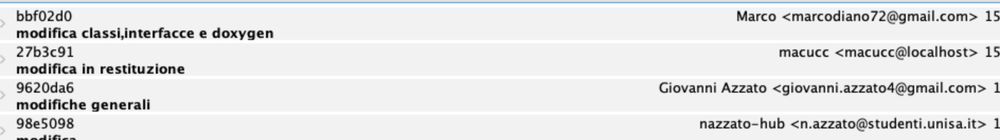 bbf02d0 Marco <marcodiano72@gmail.com> 15
modifica classi,interfacce e doxygen
27b3c91 macucc <macucc@localhost> 15
modifica in restituzione
9620da6 Giovanni Azzato <giovanni.azzato4@gmail.com> 1
modifiche generali
98e5098 nazzato-hub <n.azzato@studenti.unisa.it> 1
modifica